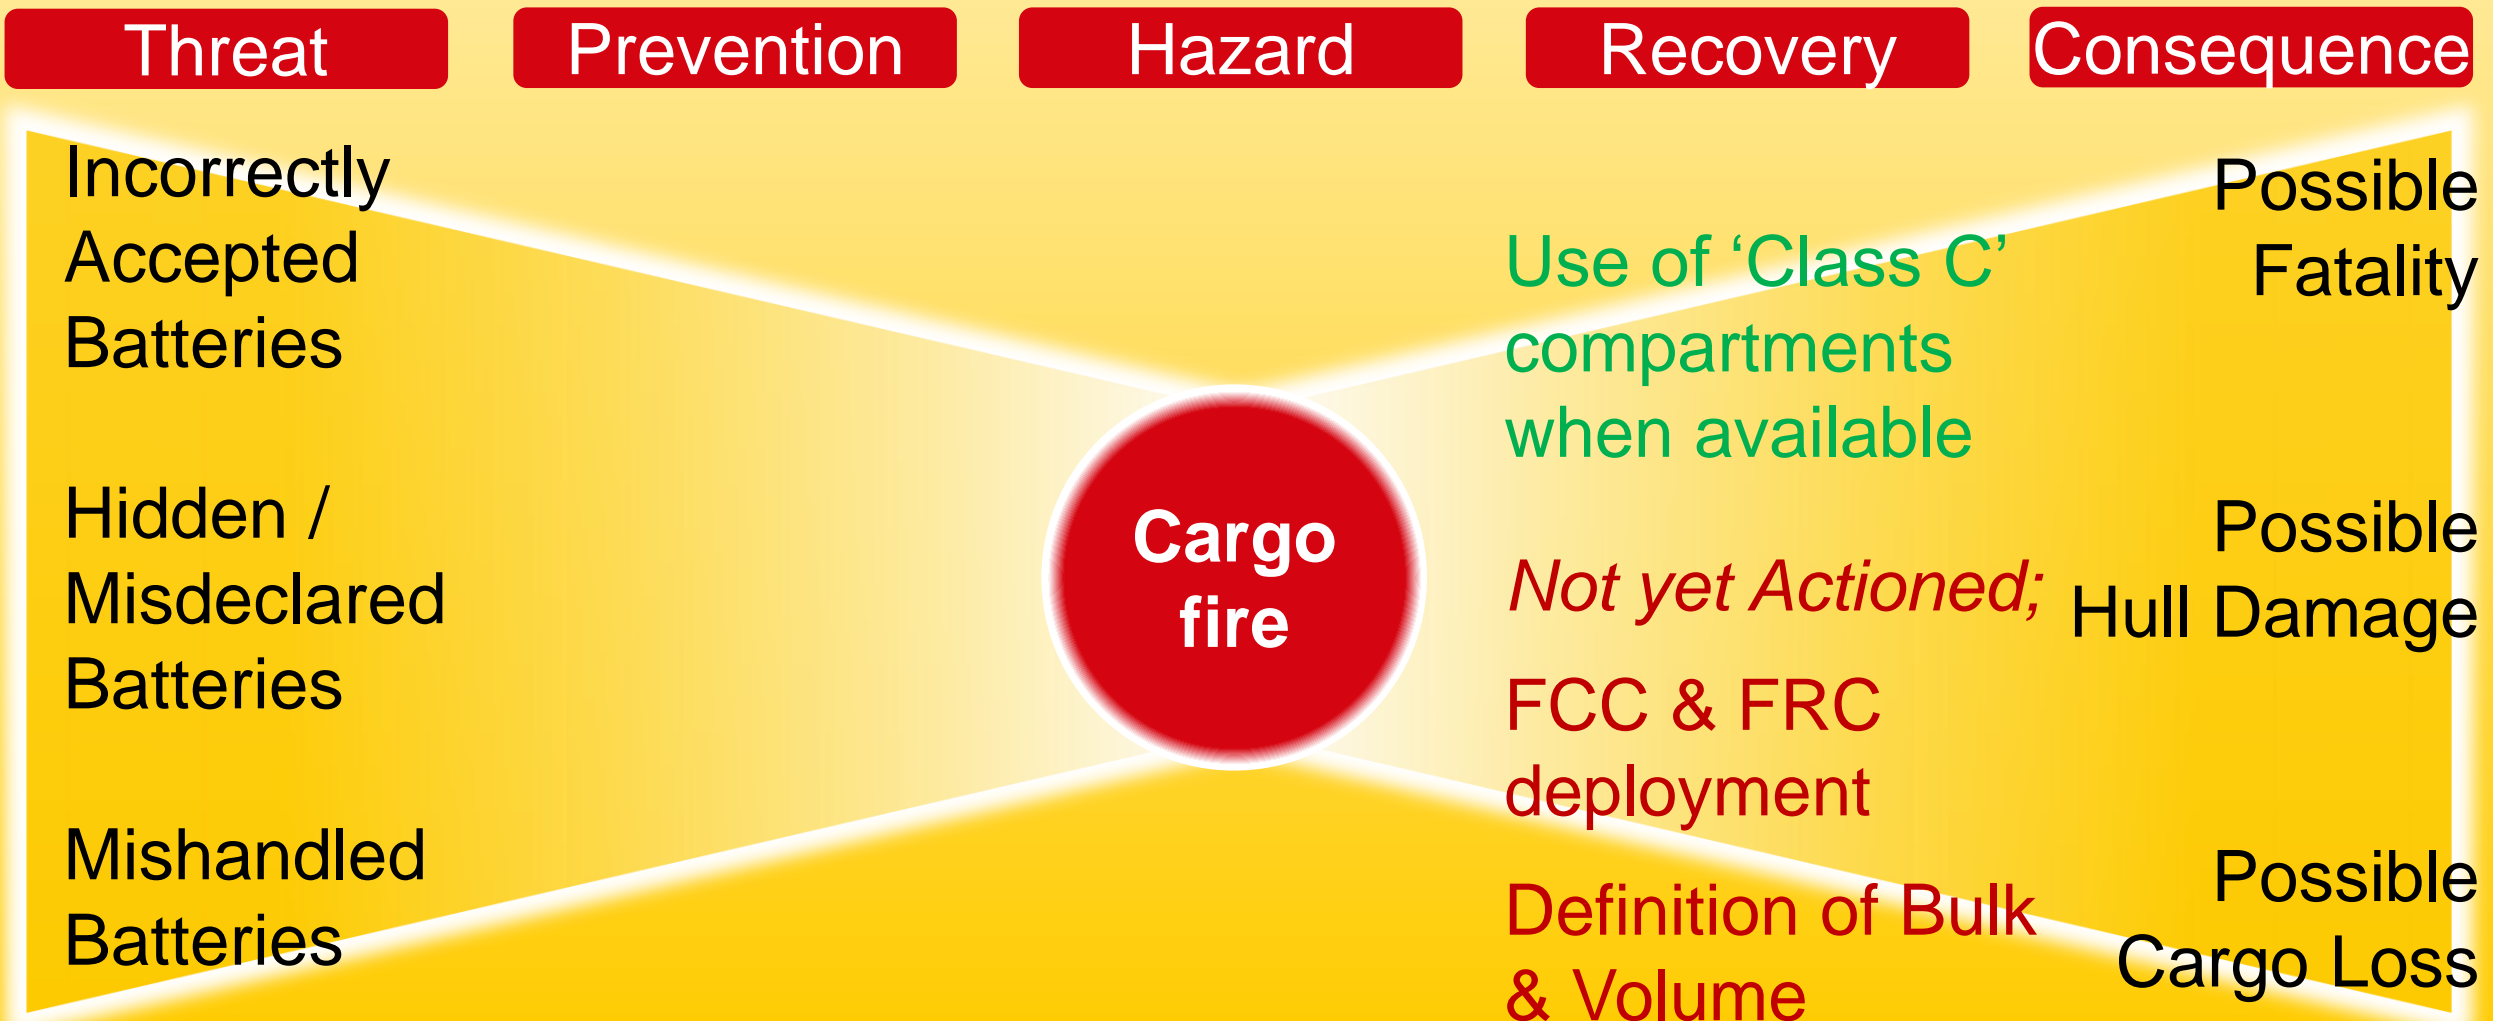 Threat
Prevention
Hazard
Recovery
Consequence
Incorrectly
Accepted
Batteries
Hidden /
Misdeclared
Batteries
Mishandled
Batteries
Cargo
fire
Use of ‘Class C’
compartments
when available
Not yet Actioned;
FCC & FRC
deployment
Definition of Bulk
& Volume
Possible
Fatality
Possible
Hull Damage
Possible
Cargo Loss